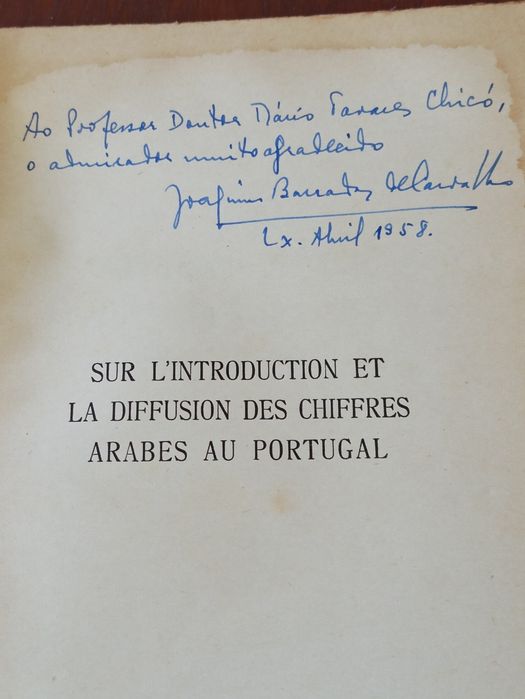 Ao Professor Doutor Mário Tavares Chicó,
o admirador muito agradecido
Joaquim Barradas de Carvalho
Lx. Abril 1958.
SUR L'INTRODUCTION ET
LA DIFFUSION DES CHIFFRES
ARABES AU PORTUGAL